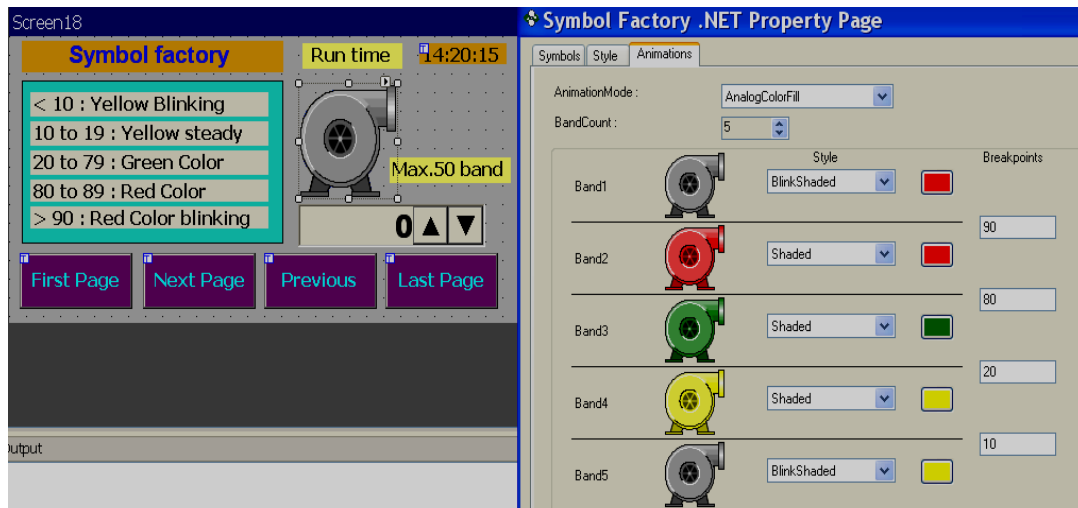 Screen18
Symbol factory
Run time
14:20:15
< 10 : Yellow Blinking
10 to 19 : Yellow steady
20 to 79 : Green Color
80 to 89 : Red Color
> 90 : Red Color blinking
Max.50 band
0
First Page
Next Page
Previous
Last Page
Symbol Factory .NET Property Page
Symbols Style Animations
AnimationMode : AnalogColorFill
BandCount : 5
Style Breakpoints
Band1 BlinkShaded
90
Band2 Shaded
80
Band3 Shaded
20
Band4 Shaded
10
Band5 BlinkShaded